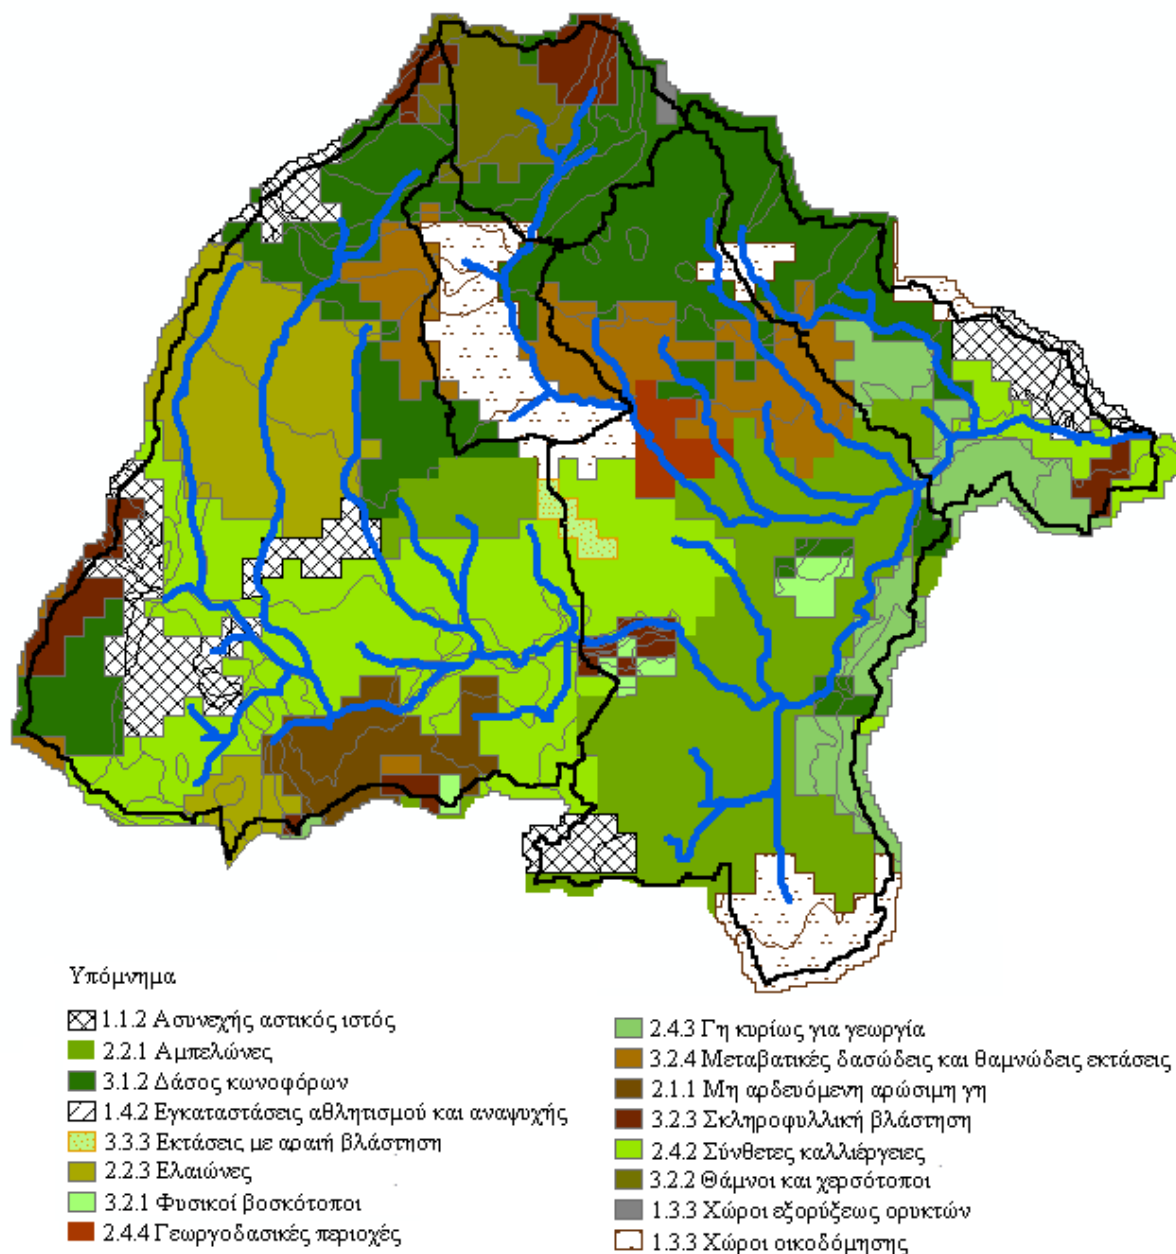 Υπόμνημα
1.1.2 Ασυνεχής αστικός ιστός
2.2.1 Αμπελώνες
3.1.2 Δάσος κωνοφόρων
1.4.2 Εγκαταστάσεις αθλητισμού και αναψυχής
3.3.3 Εκτάσεις με αραιή βλάστηση
2.2.3 Ελαιώνες
3.2.1 Φυσικοί βοσκότοποι
2.4.4 Γεωργοδασικές περιοχές
2.4.3 Γη κυρίως για γεωργία
3.2.4 Μεταβατικές δασώδεις και θαμνώδεις εκτάσεις
2.1.1 Μη αρδευόμενη αρώσιμη γη
3.2.3 Σκληροφυλλική βλάστηση
2.4.2 Σύνθετες καλλιέργειες
3.2.2 Θάμνοι και χερσότοποι
1.3.3 Χώροι εξορύξεως ορυκτών
1.3.3 Χώροι οικοδόμησης